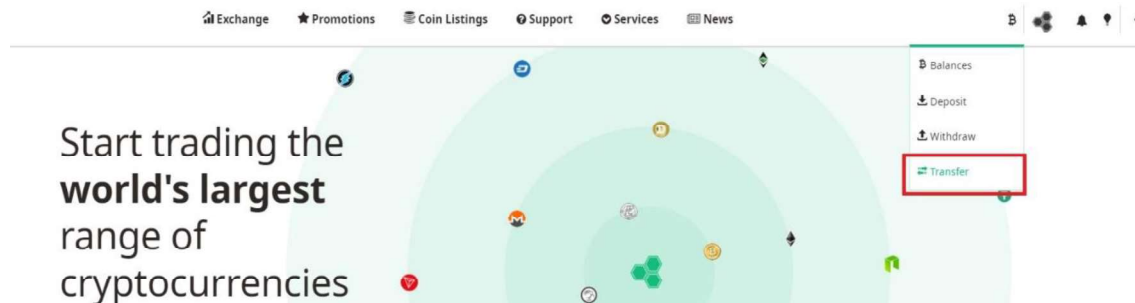 Exchange Promotions Coin Listings Support Services News
Balances
Deposit
Withdraw
Transfer
Start trading the
world's largest
range of
cryptocurrencies